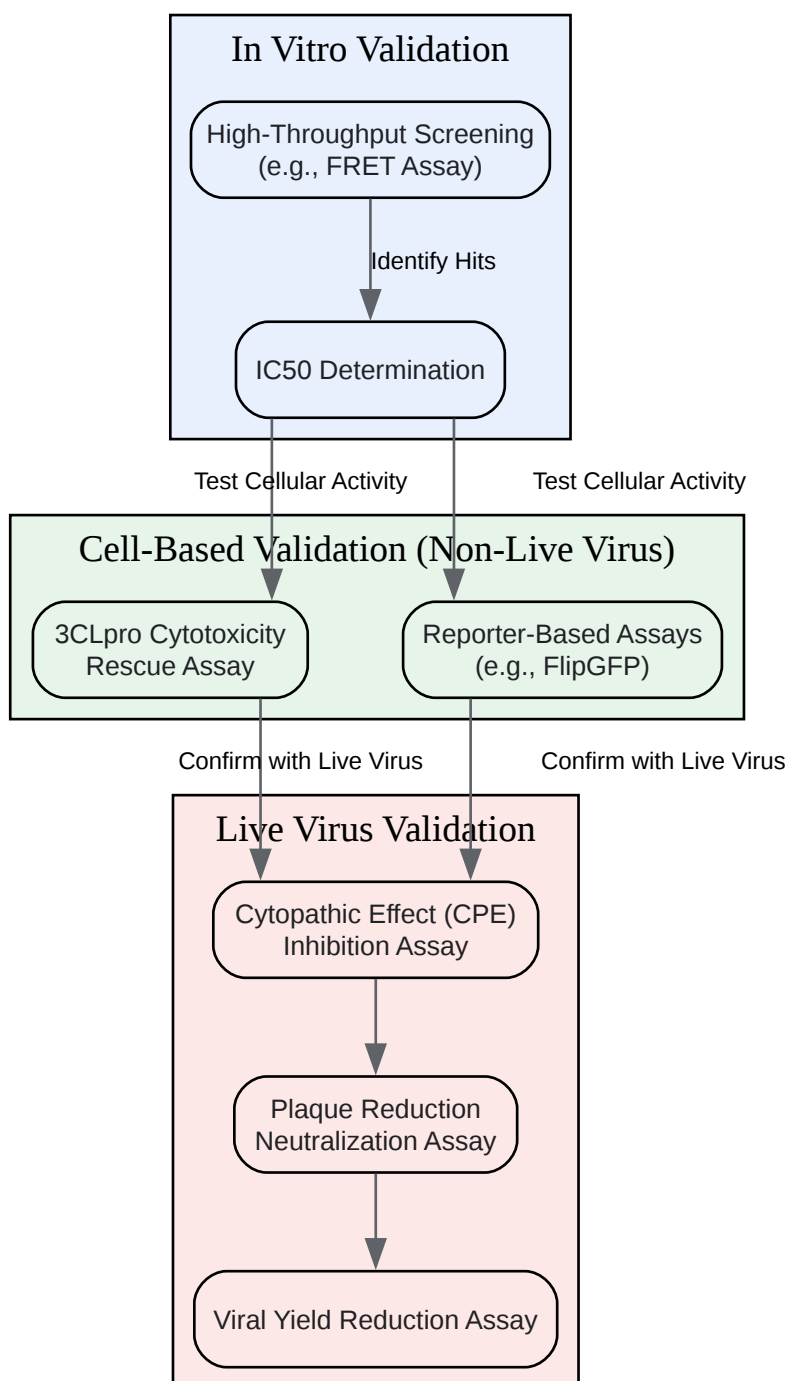 In Vitro Validation
High-Throughput Screening
(e.g., FRET Assay)
Identify Hits
IC50 Determination
Test Cellular Activity
Test Cellular Activity
Cell-Based Validation (Non-Live Virus)
3CLpro Cytotoxicity
Rescue Assay
Reporter-Based Assays
(e.g., FlipGFP)
Confirm with Live Virus
Confirm with Live Virus
Live Virus Validation
Cytopathic Effect (CPE)
Inhibition Assay
Plaque Reduction
Neutralization Assay
Viral Yield Reduction Assay